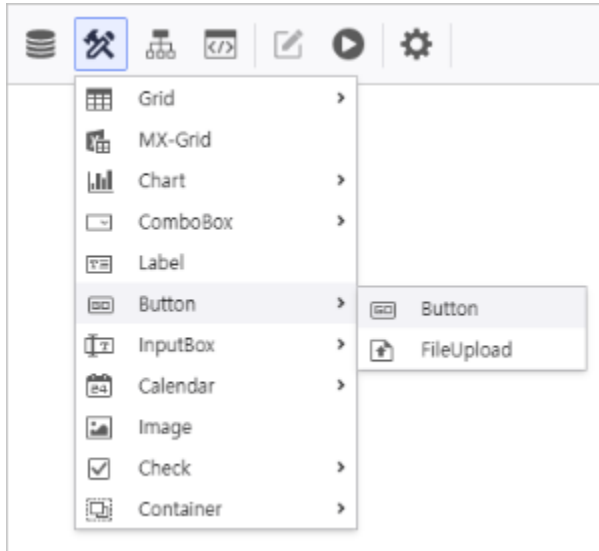 Grid
MX-Grid
Chart
ComboBox
Label
Button
Button
InputBox
FileUpload
Calendar
Image
Check
Container